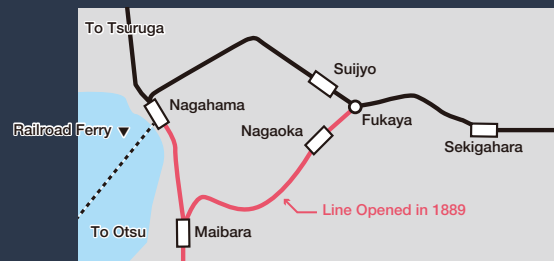 To Tsuruga
Suijyo
Nagahama
Fukaya
Railroad Ferry ▼
Nagaoka
Sekigahara
Line Opened in 1889
To Otsu
Maibara